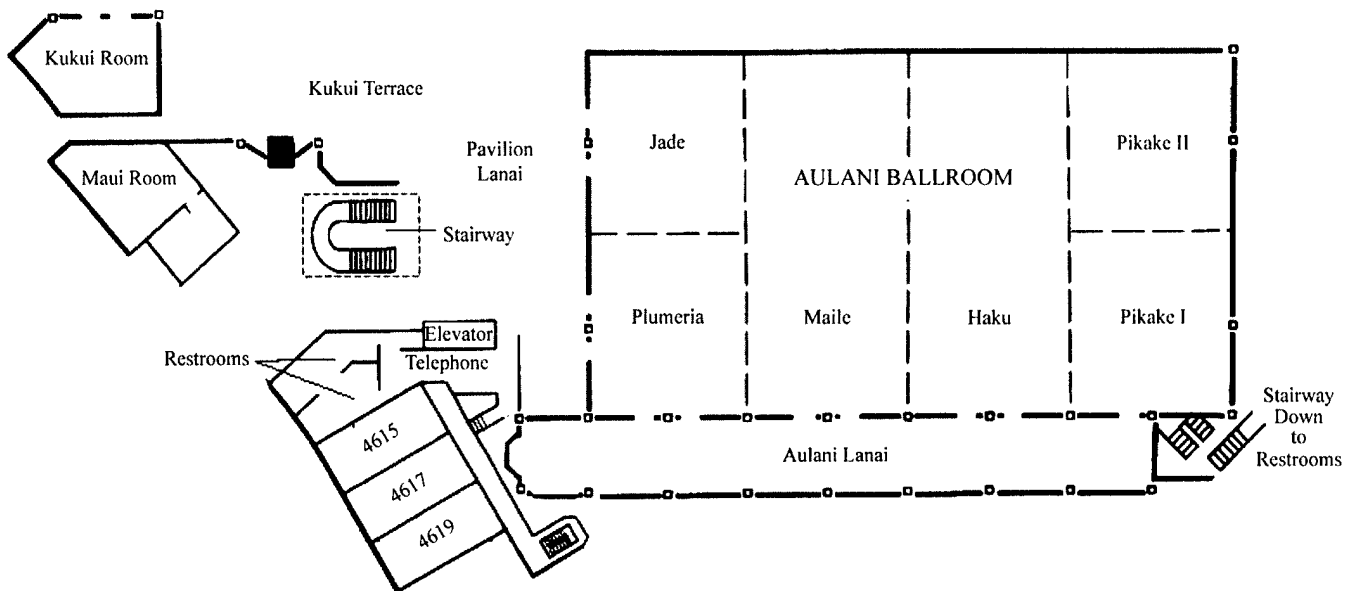 Kukui Room
Kukui Terrace
Maui Room
Pavilion
Lanai
Stairway
Jade
AULANI BALLROOM
Pikake II
Plumeria
Maile
Haku
Pikake I
Elevator
Restrooms
Telephone
4615
4617
4619
Aulani Lanai
Stairway
Down
to
Restrooms